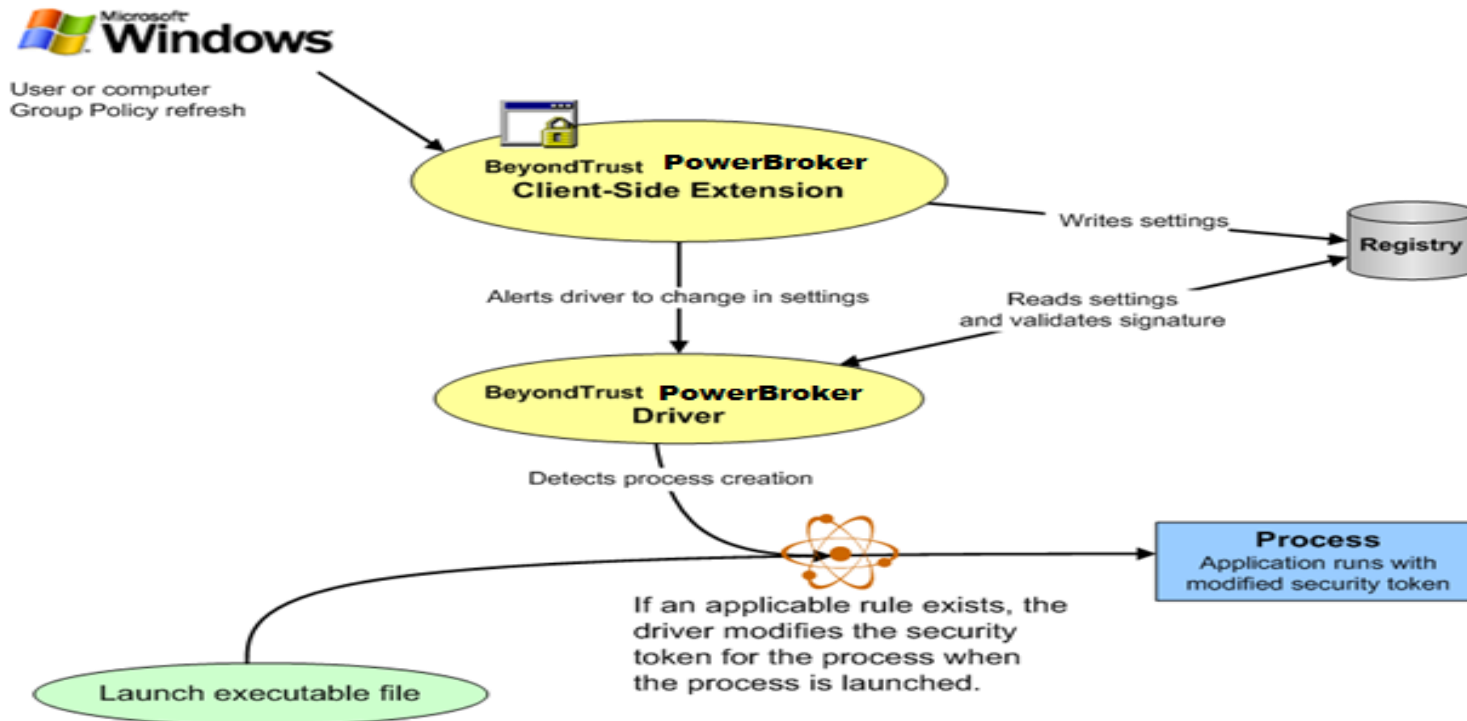 Microsoft
Windows
User or computer
Group Policy refresh
BeyondTrust PowerBroker
Client-Side Extension
Writes settings
Registry
Alerts driver to change in settings
Reads settings
and validates signature
BeyondTrust PowerBroker
Driver
Detects process creation
Process
Application runs with
modified security token
If an applicable rule exists, the
driver modifies the security
token for the process when
the process is launched.
Launch executable file